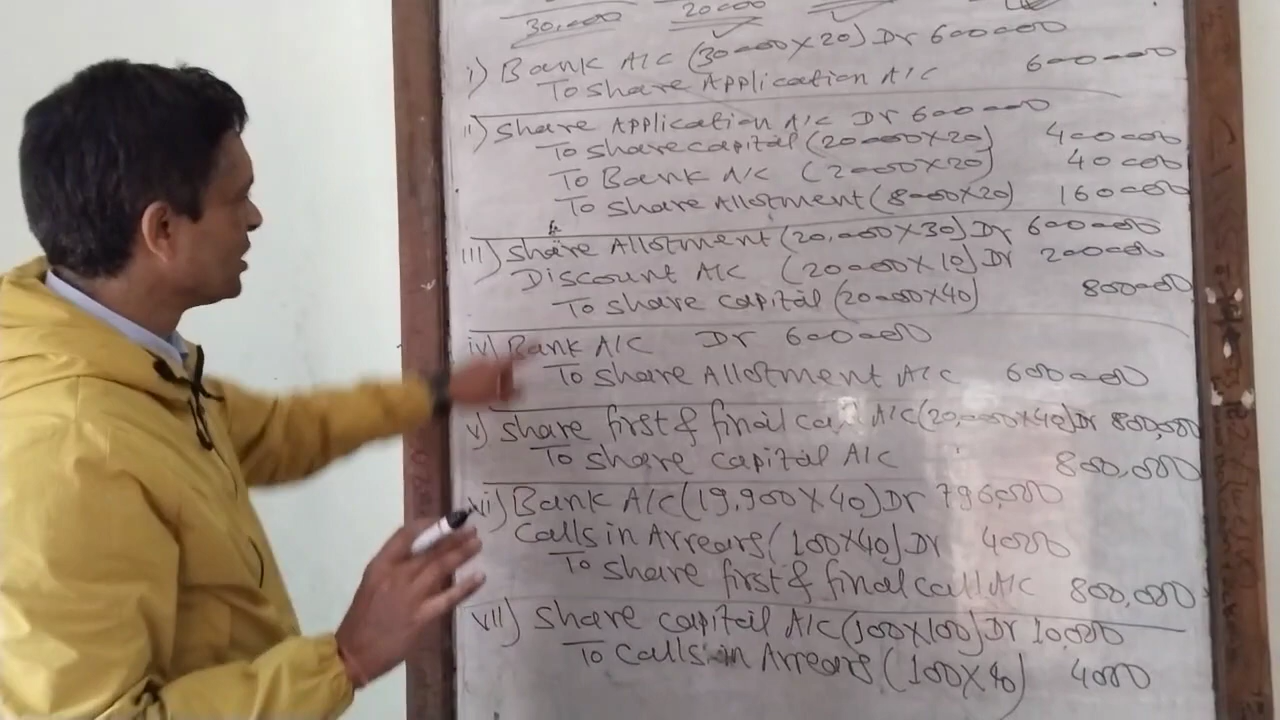 30,000 20000
i) Bank A/C (30000X20) Dr 600000
To share Application A/C 600000
ii) Share Application A/C Dr 600000
To share capital (20000X20) 400000
To Bank A/C (2000X20) 40000
To share Allotment (8000X20) 160000
iii) Share Allotment (20,000X30) Dr 600000
Discount A/C (20000X10) Dr 200000
To share capital (20000X40) 800000
iv) Bank A/C Dr 600000
To share Allotment A/C 600000
v) Share first & final call A/C (20,000X40) Dr 800,000
To share capital A/C 800,000
vi) Bank A/C (19,900X40) Dr 796,000
Calls in Arrears (100X40) Dr 4000
To share first & final call A/C 800,000
vii) Share capital A/C (100X100) Dr 10,000
To calls in Arrears (100X40) 4000